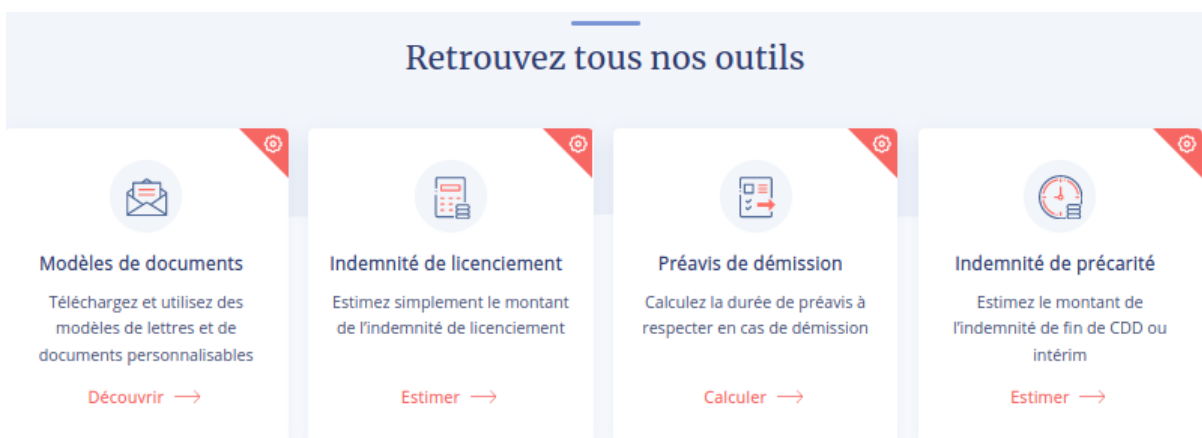 Retrouvez tous nos outils
Modèles de documents
Téléchargez et utilisez des
modèles de lettres et de
documents personnalisables
Découvrir
Indemnité de licenciement
Estimez simplement le montant
de l’indemnité de licenciement
Estimer
Préavis de démission
Calculez la durée de préavis à
respecter en cas de démission
Calculer
Indemnité de précarité
Estimez le montant de
l’indemnité de fin de CDD ou
intérim
Estimer